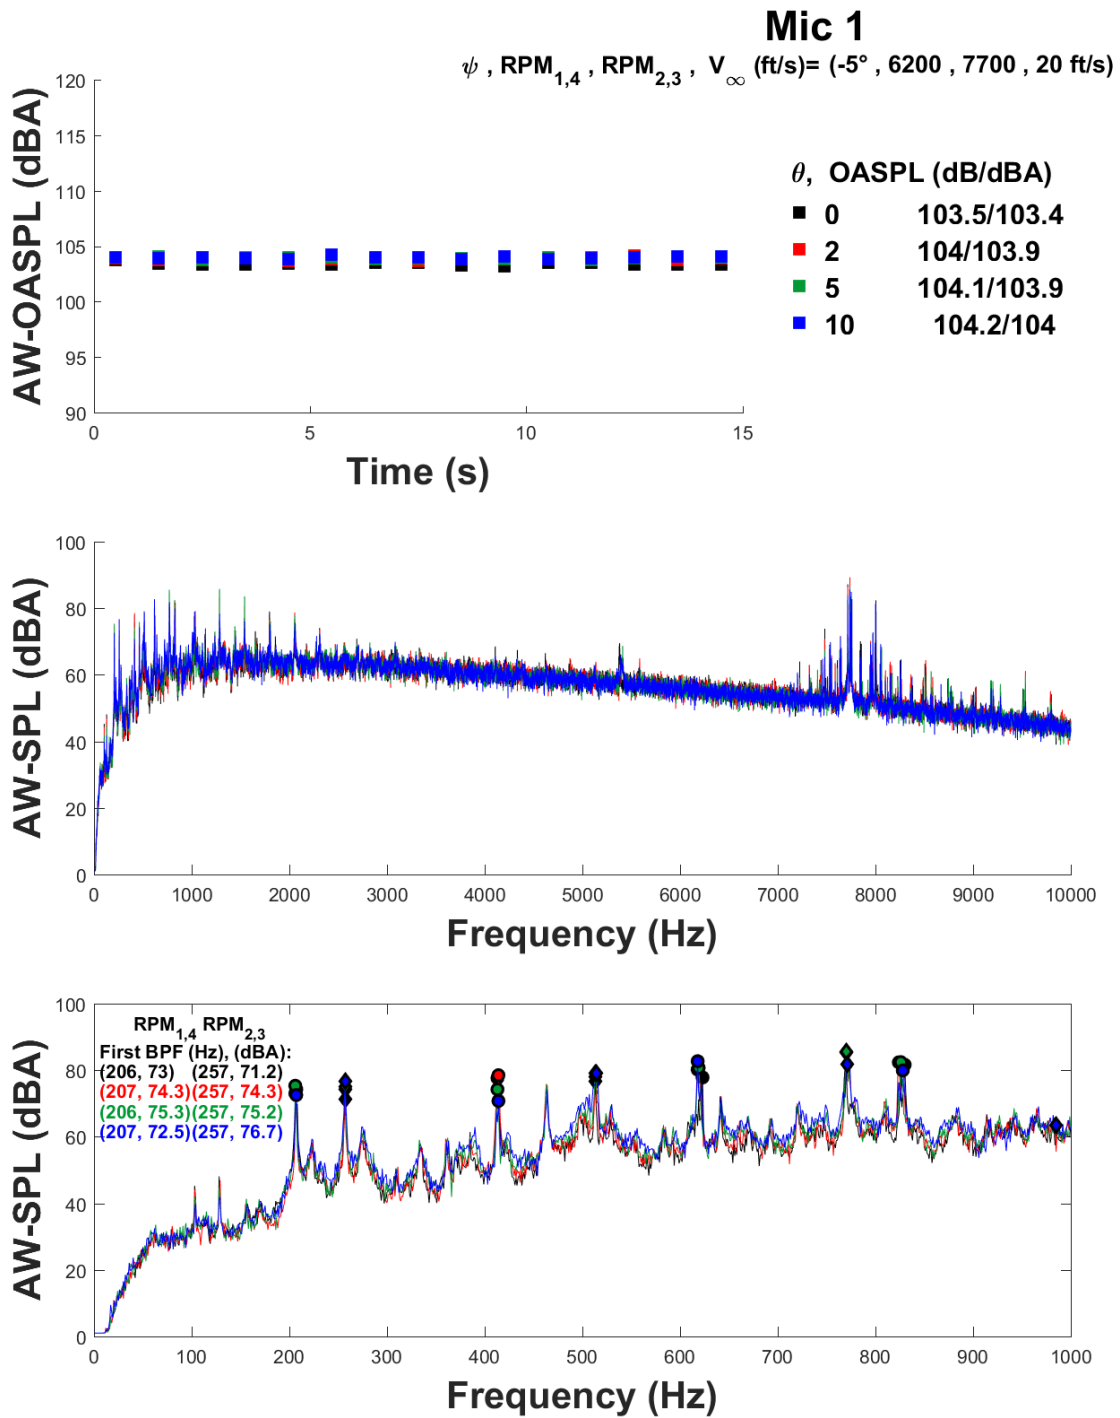 Mic 1
ψ , RPM1,4 , RPM2,3 , V∞ (ft/s)= (-5° , 6200 , 7700 , 20 ft/s)
AW-OASPL (dBA)
120
115
110
105
100
95
90
0 5 10 15
Time (s)
θ, OASPL (dB/dBA)
0 103.5/103.4
2 104/103.9
5 104.1/103.9
10 104.2/104
AW-SPL (dBA)
100
80
60
40
20
0
0 1000 2000 3000 4000 5000 6000 7000 8000 9000 10000
Frequency (Hz)
AW-SPL (dBA)
100
80
60
40
20
0
RPM1,4 RPM2,3
First BPF (Hz), (dBA):
(206, 73) (257, 71.2)
(207, 74.3)(257, 74.3)
(206, 75.3)(257, 75.2)
(207, 72.5)(257, 76.7)
0 100 200 300 400 500 600 700 800 900 1000
Frequency (Hz)